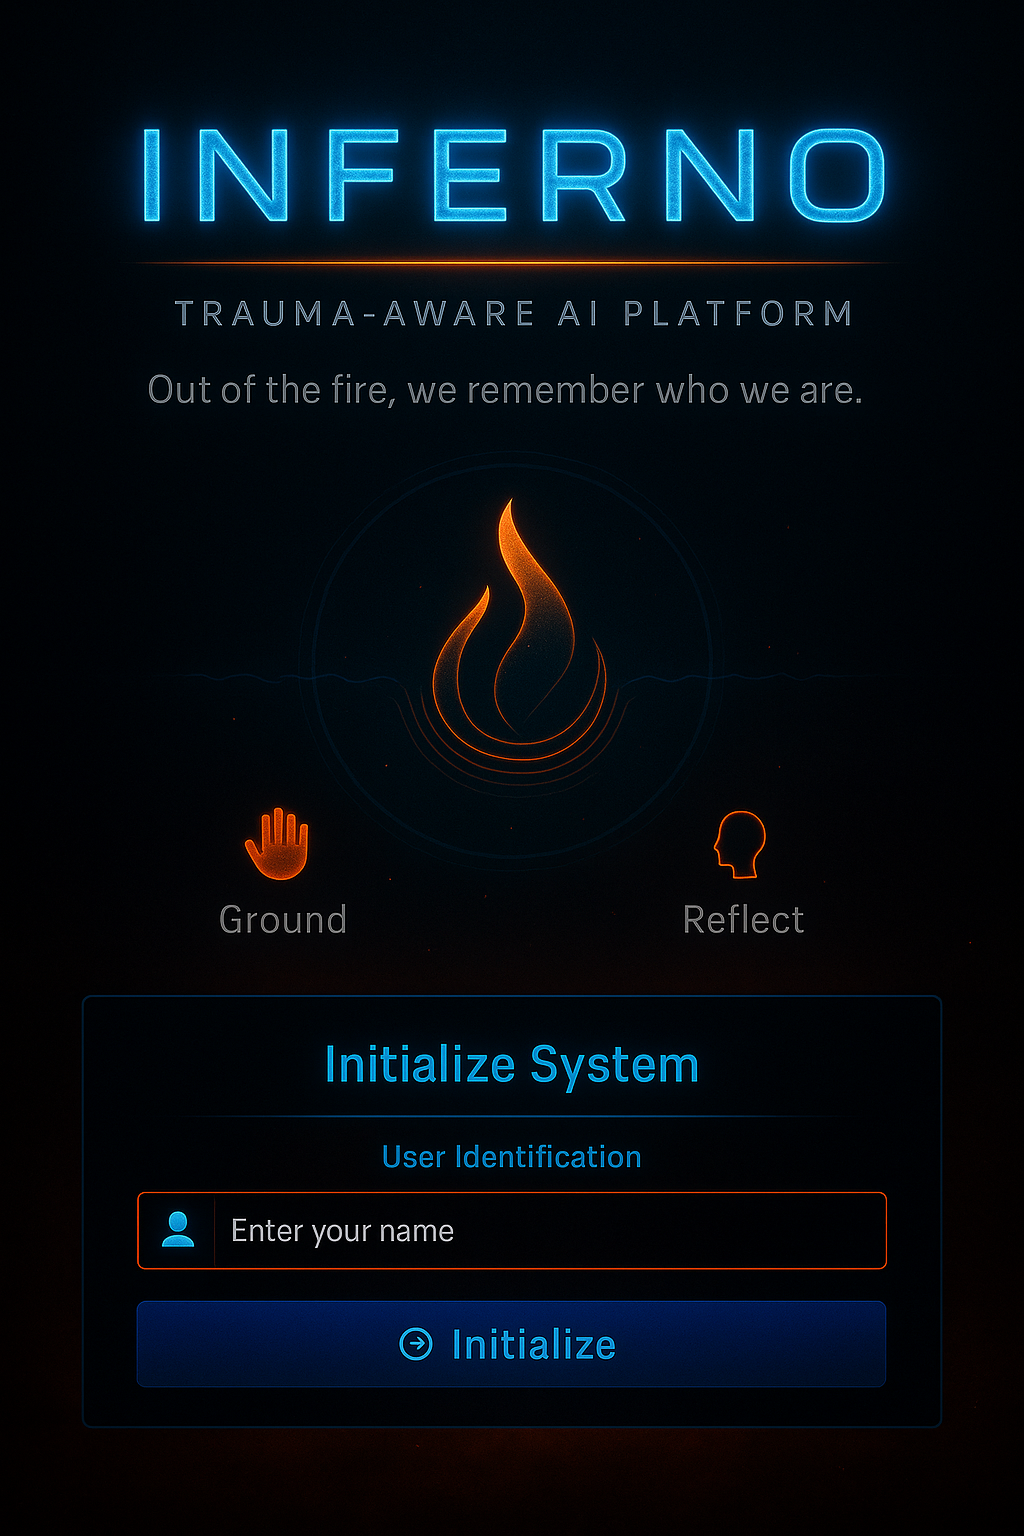 INFERNO
TRAUMA-AWARE AI PLATFORM
Out of the fire, we remember who we are.
Ground
Reflect
Initialize System
User Identification
Enter your name
Initialize